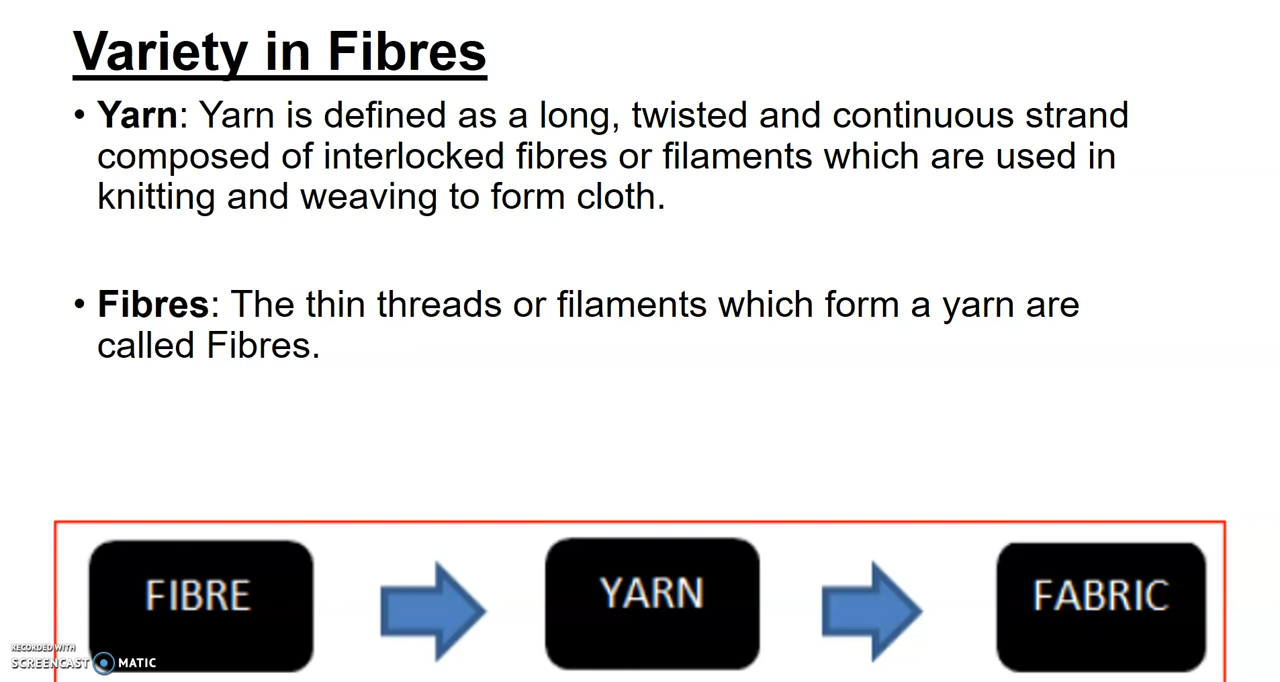 Variety in Fibres
• Yarn: Yarn is defined as a long, twisted and continuous strand
composed of interlocked fibres or filaments which are used in
knitting and weaving to form cloth.
• Fibres: The thin threads or filaments which form a yarn are
called Fibres.
FIBRE
YARN
FABRIC
RECORDED WITH
SCREENCAST MATIC